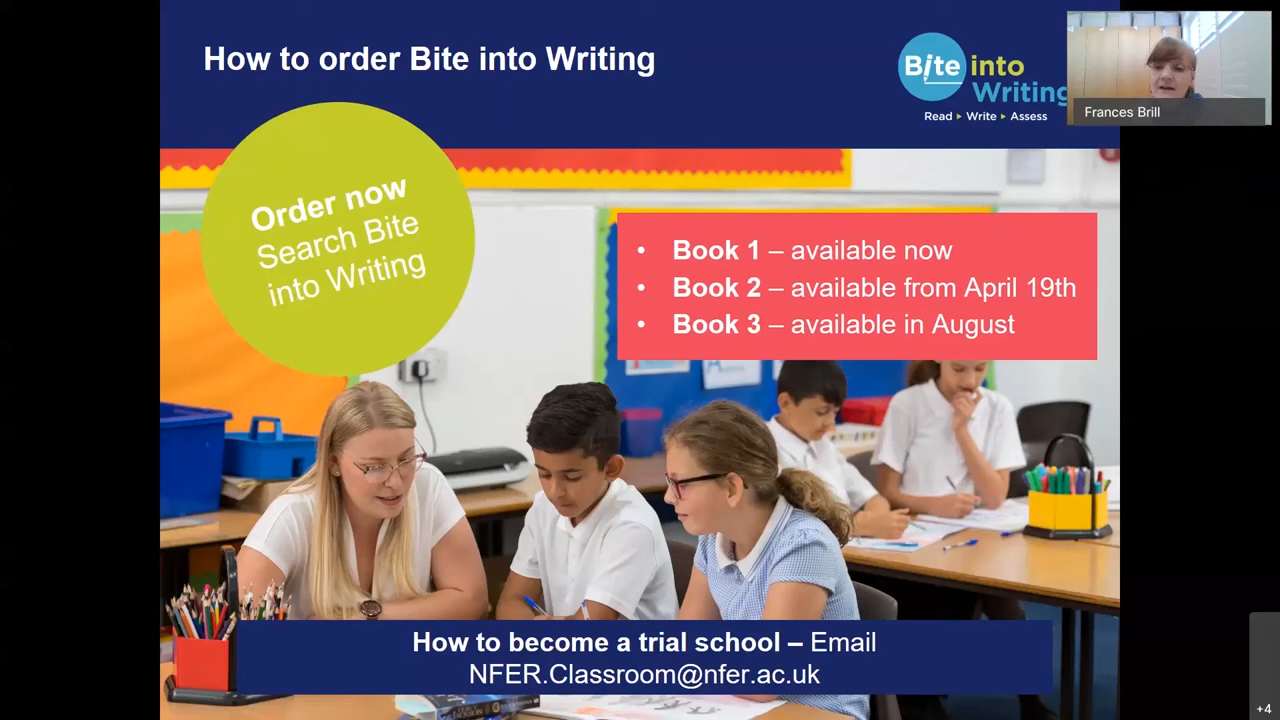 How to order Bite into Writing
Bite into
Writing
Read ▸ Write ▸ Assess
Frances Brill
Order now
Search Bite
into Writing
• Book 1 – available now
• Book 2 – available from April 19th
• Book 3 – available in August
How to become a trial school – Email
NFER.Classroom@nfer.ac.uk
+4